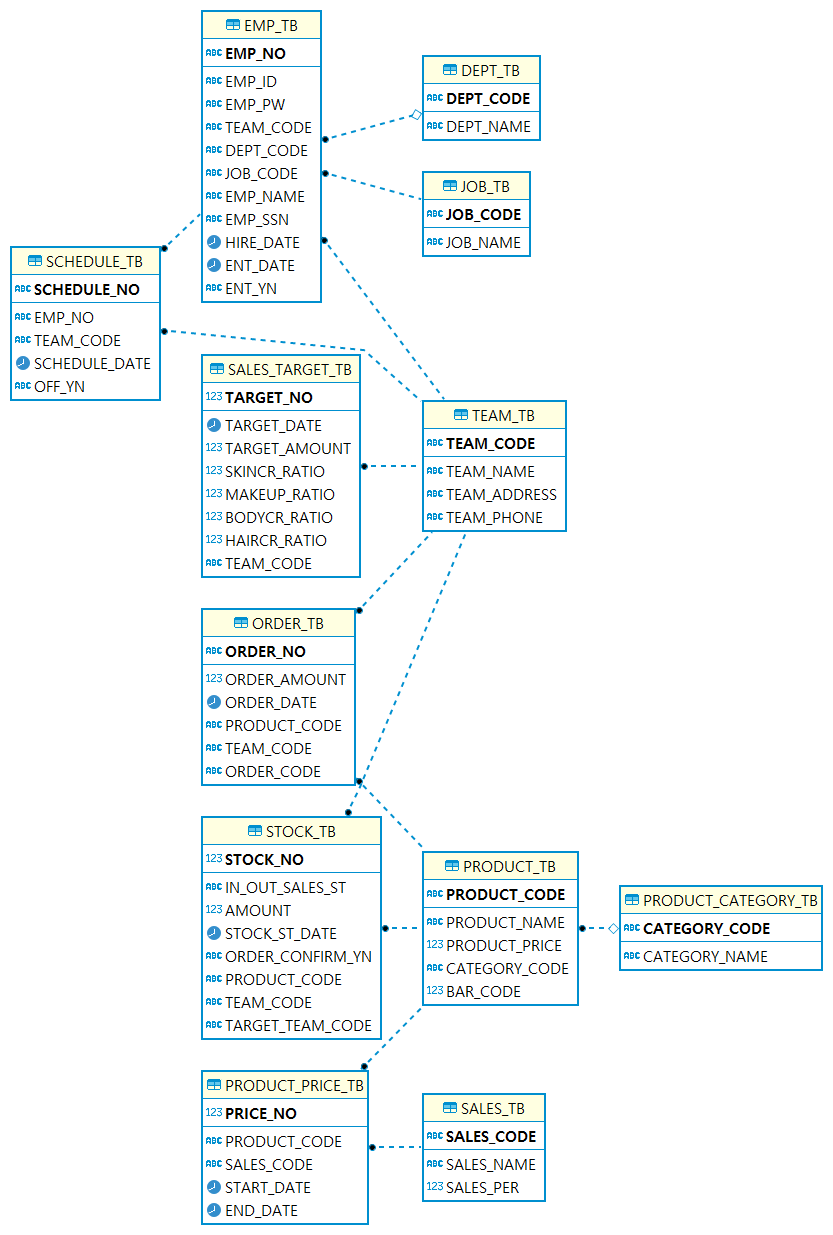 EMP_TB
ABC EMP_NO
ABC EMP_ID
ABC EMP_PW
ABC TEAM_CODE
ABC DEPT_CODE
ABC JOB_CODE
ABC EMP_NAME
ABC EMP_SSN
HIRE_DATE
ENT_DATE
ABC ENT_YN
DEPT_TB
ABC DEPT_CODE
ABC DEPT_NAME
JOB_TB
ABC JOB_CODE
ABC JOB_NAME
SCHEDULE_TB
ABC SCHEDULE_NO
ABC EMP_NO
ABC TEAM_CODE
SCHEDULE_DATE
ABC OFF_YN
SALES_TARGET_TB
123 TARGET_NO
TARGET_DATE
123 TARGET_AMOUNT
123 SKINCR_RATIO
123 MAKEUP_RATIO
123 BODYCR_RATIO
123 HAIRCR_RATIO
ABC TEAM_CODE
TEAM_TB
ABC TEAM_CODE
ABC TEAM_NAME
ABC TEAM_ADDRESS
ABC TEAM_PHONE
ORDER_TB
ABC ORDER_NO
123 ORDER_AMOUNT
ORDER_DATE
ABC PRODUCT_CODE
ABC TEAM_CODE
ABC ORDER_CODE
STOCK_TB
123 STOCK_NO
ABC IN_OUT_SALES_ST
123 AMOUNT
STOCK_ST_DATE
ABC ORDER_CONFIRM_YN
ABC PRODUCT_CODE
ABC TEAM_CODE
ABC TARGET_TEAM_CODE
PRODUCT_TB
ABC PRODUCT_CODE
ABC PRODUCT_NAME
123 PRODUCT_PRICE
ABC CATEGORY_CODE
123 BAR_CODE
PRODUCT_CATEGORY_TB
ABC CATEGORY_CODE
ABC CATEGORY_NAME
PRODUCT_PRICE_TB
123 PRICE_NO
ABC PRODUCT_CODE
ABC SALES_CODE
START_DATE
END_DATE
SALES_TB
ABC SALES_CODE
ABC SALES_NAME
123 SALES_PER